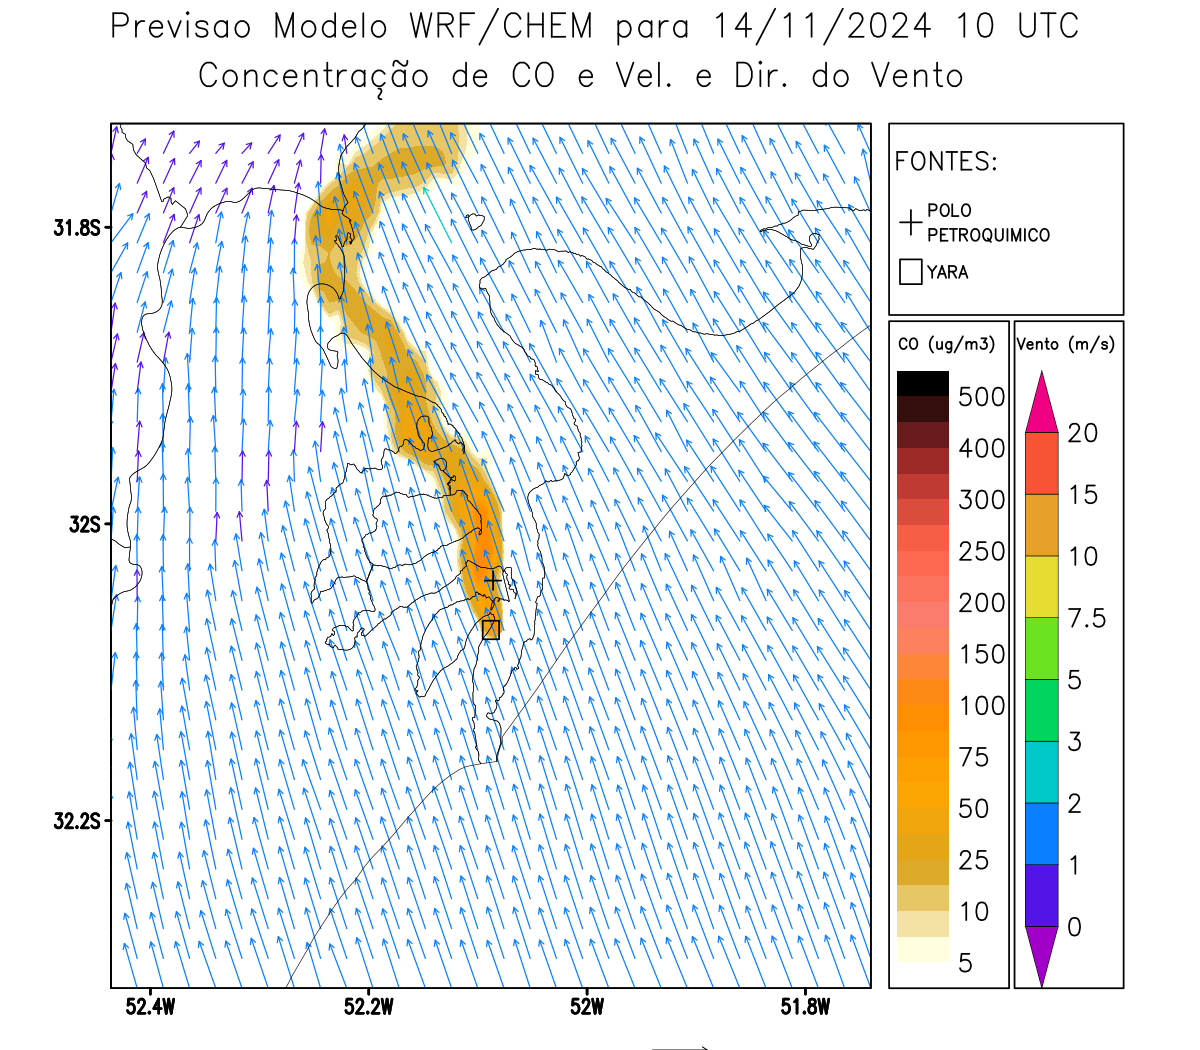 Previsao Modelo WRF/CHEM para 14/11/2024 10 UTC
Concentração de CO e Vel. e Dir. do Vento
FONTES:
POLO
PETROQUIMICO
YARA
CO (ug/m3)
500
400
300
250
200
150
100
75
50
25
10
5
Vento (m/s)
20
15
10
7.5
5
3
2
1
0
31.8S
32S
32.2S
52.4W
52.2W
52W
51.8W